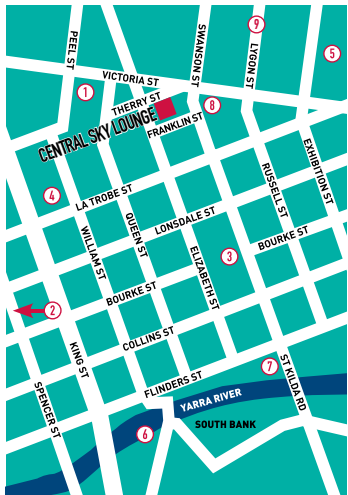 9
PEEL ST
SWANSON ST
LYGON ST
5
VICTORIA ST
1
THERRY ST
8
CENTRAL SKY LOUNGE
FRANKLIN ST
EXHIBITION ST
RUSSELL ST
4
LA TROBE ST
QUEEN ST
LONSDALE ST
WILLIAM ST
BOURKE ST
ELIZABETH ST
3
BOURKE ST
2
COLLINS ST
KING ST
7
ST KILDA RD
FLINDERS ST
SPENCER ST
YARRA RIVER
6
SOUTH BANK